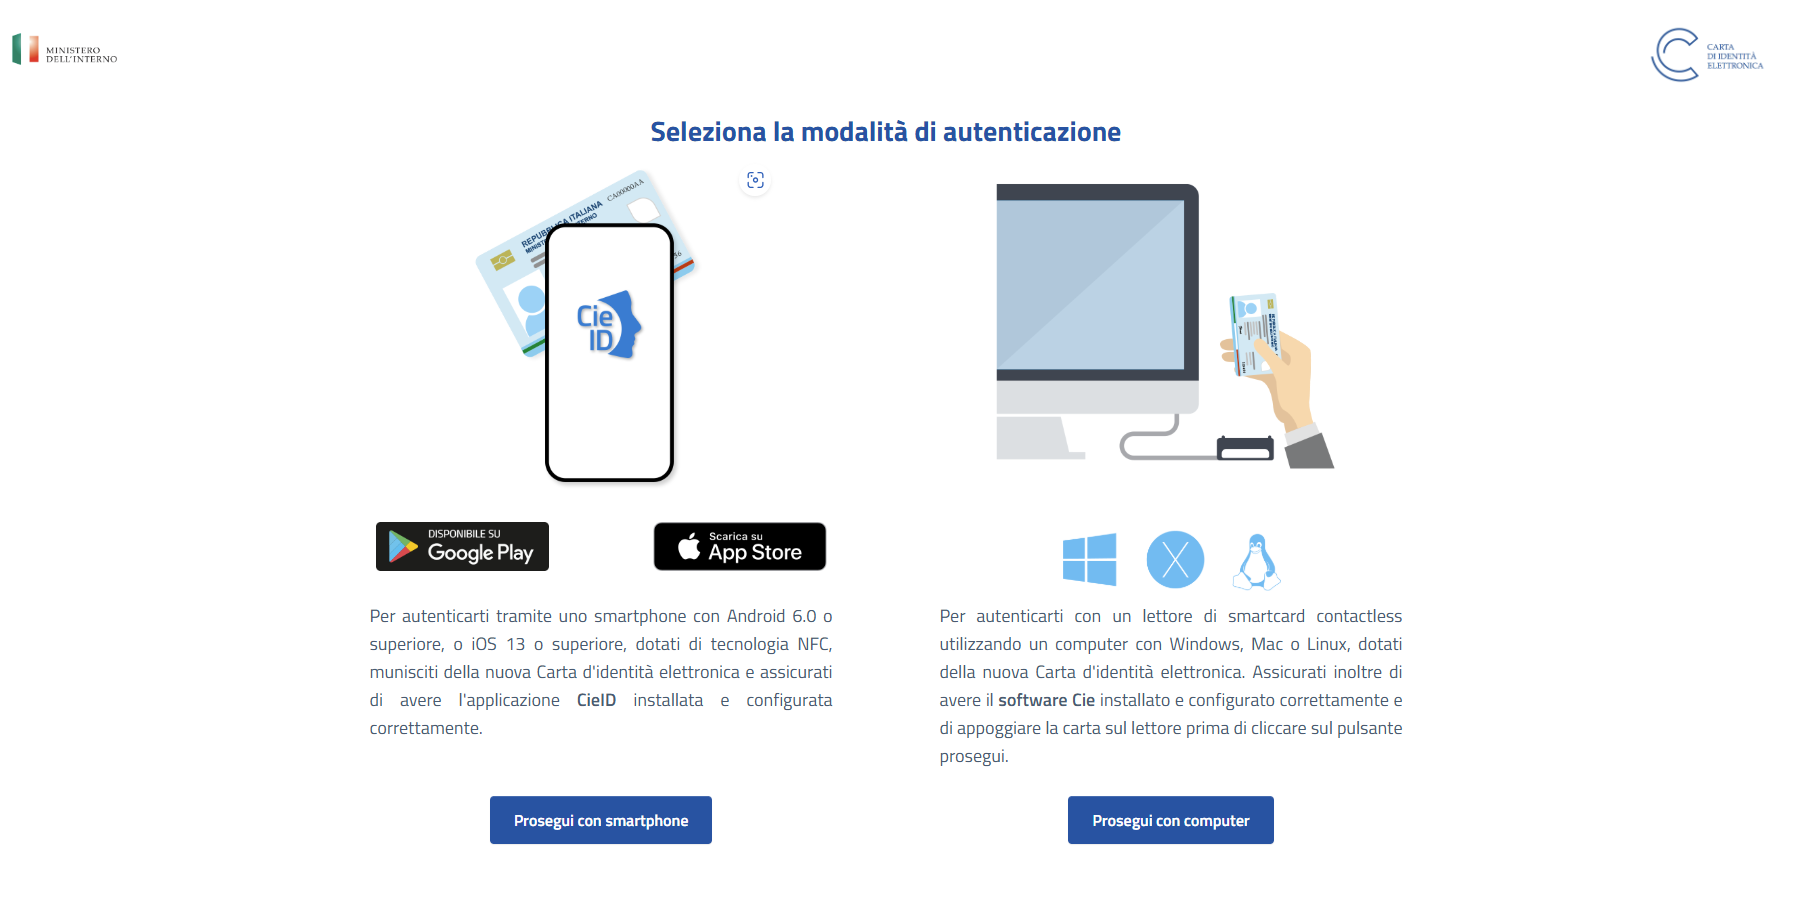 MINISTERO
DELL'INTERNO
CARTA
DI IDENTITÀ
ELETTRONICA
Seleziona la modalità di autenticazione
CA00000AA
REPUBBLICA ITALIANA
Cie
ID
DISPONIBILE SU
Google Play
Scarica su
App Store
Per autenticarti tramite uno smartphone con Android 6.0 o
superiore, o iOS 13 o superiore, dotati di tecnologia NFC,
munisciti della nuova Carta d'identità elettronica e assicurati
di avere l'applicazione CieID installata e configurata
correttamente.
Prosegui con smartphone
Per autenticarti con un lettore di smartcard contactless
utilizzando un computer con Windows, Mac o Linux, dotati
della nuova Carta d'identità elettronica. Assicurati inoltre di
avere il software Cie installato e configurato correttamente e
di appoggiare la carta sul lettore prima di cliccare sul pulsante
prosegui.
Prosegui con computer